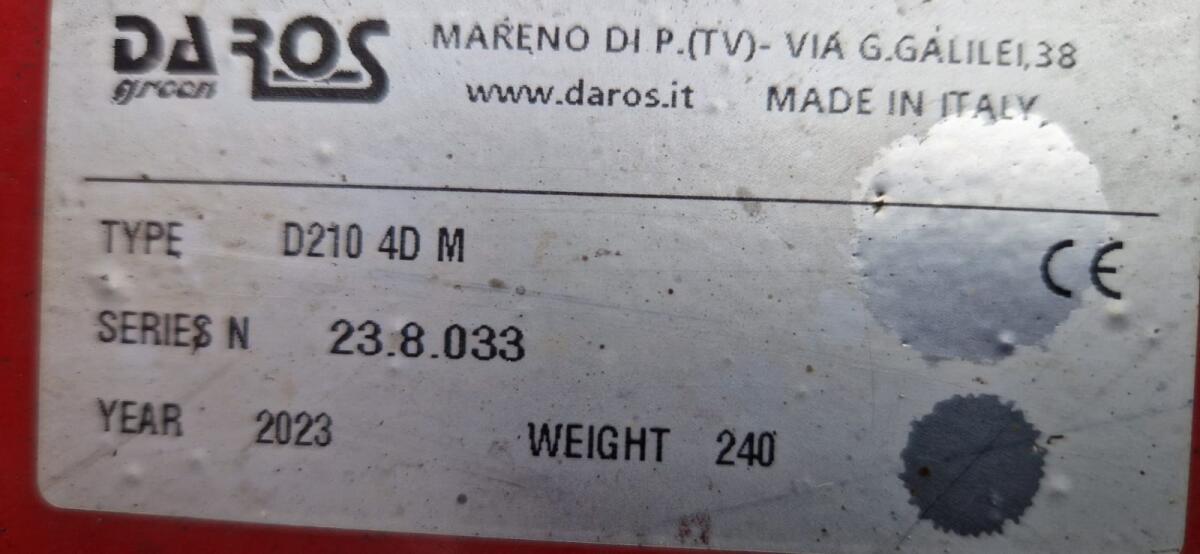 DAROS
green
MARENO DI P.(TV)- VIA G.GALILEI,38
www.daros.it MADE IN ITALY
TYPE D210 4D M
CE
SERIES N 23.8.033
YEAR 2023 WEIGHT 240